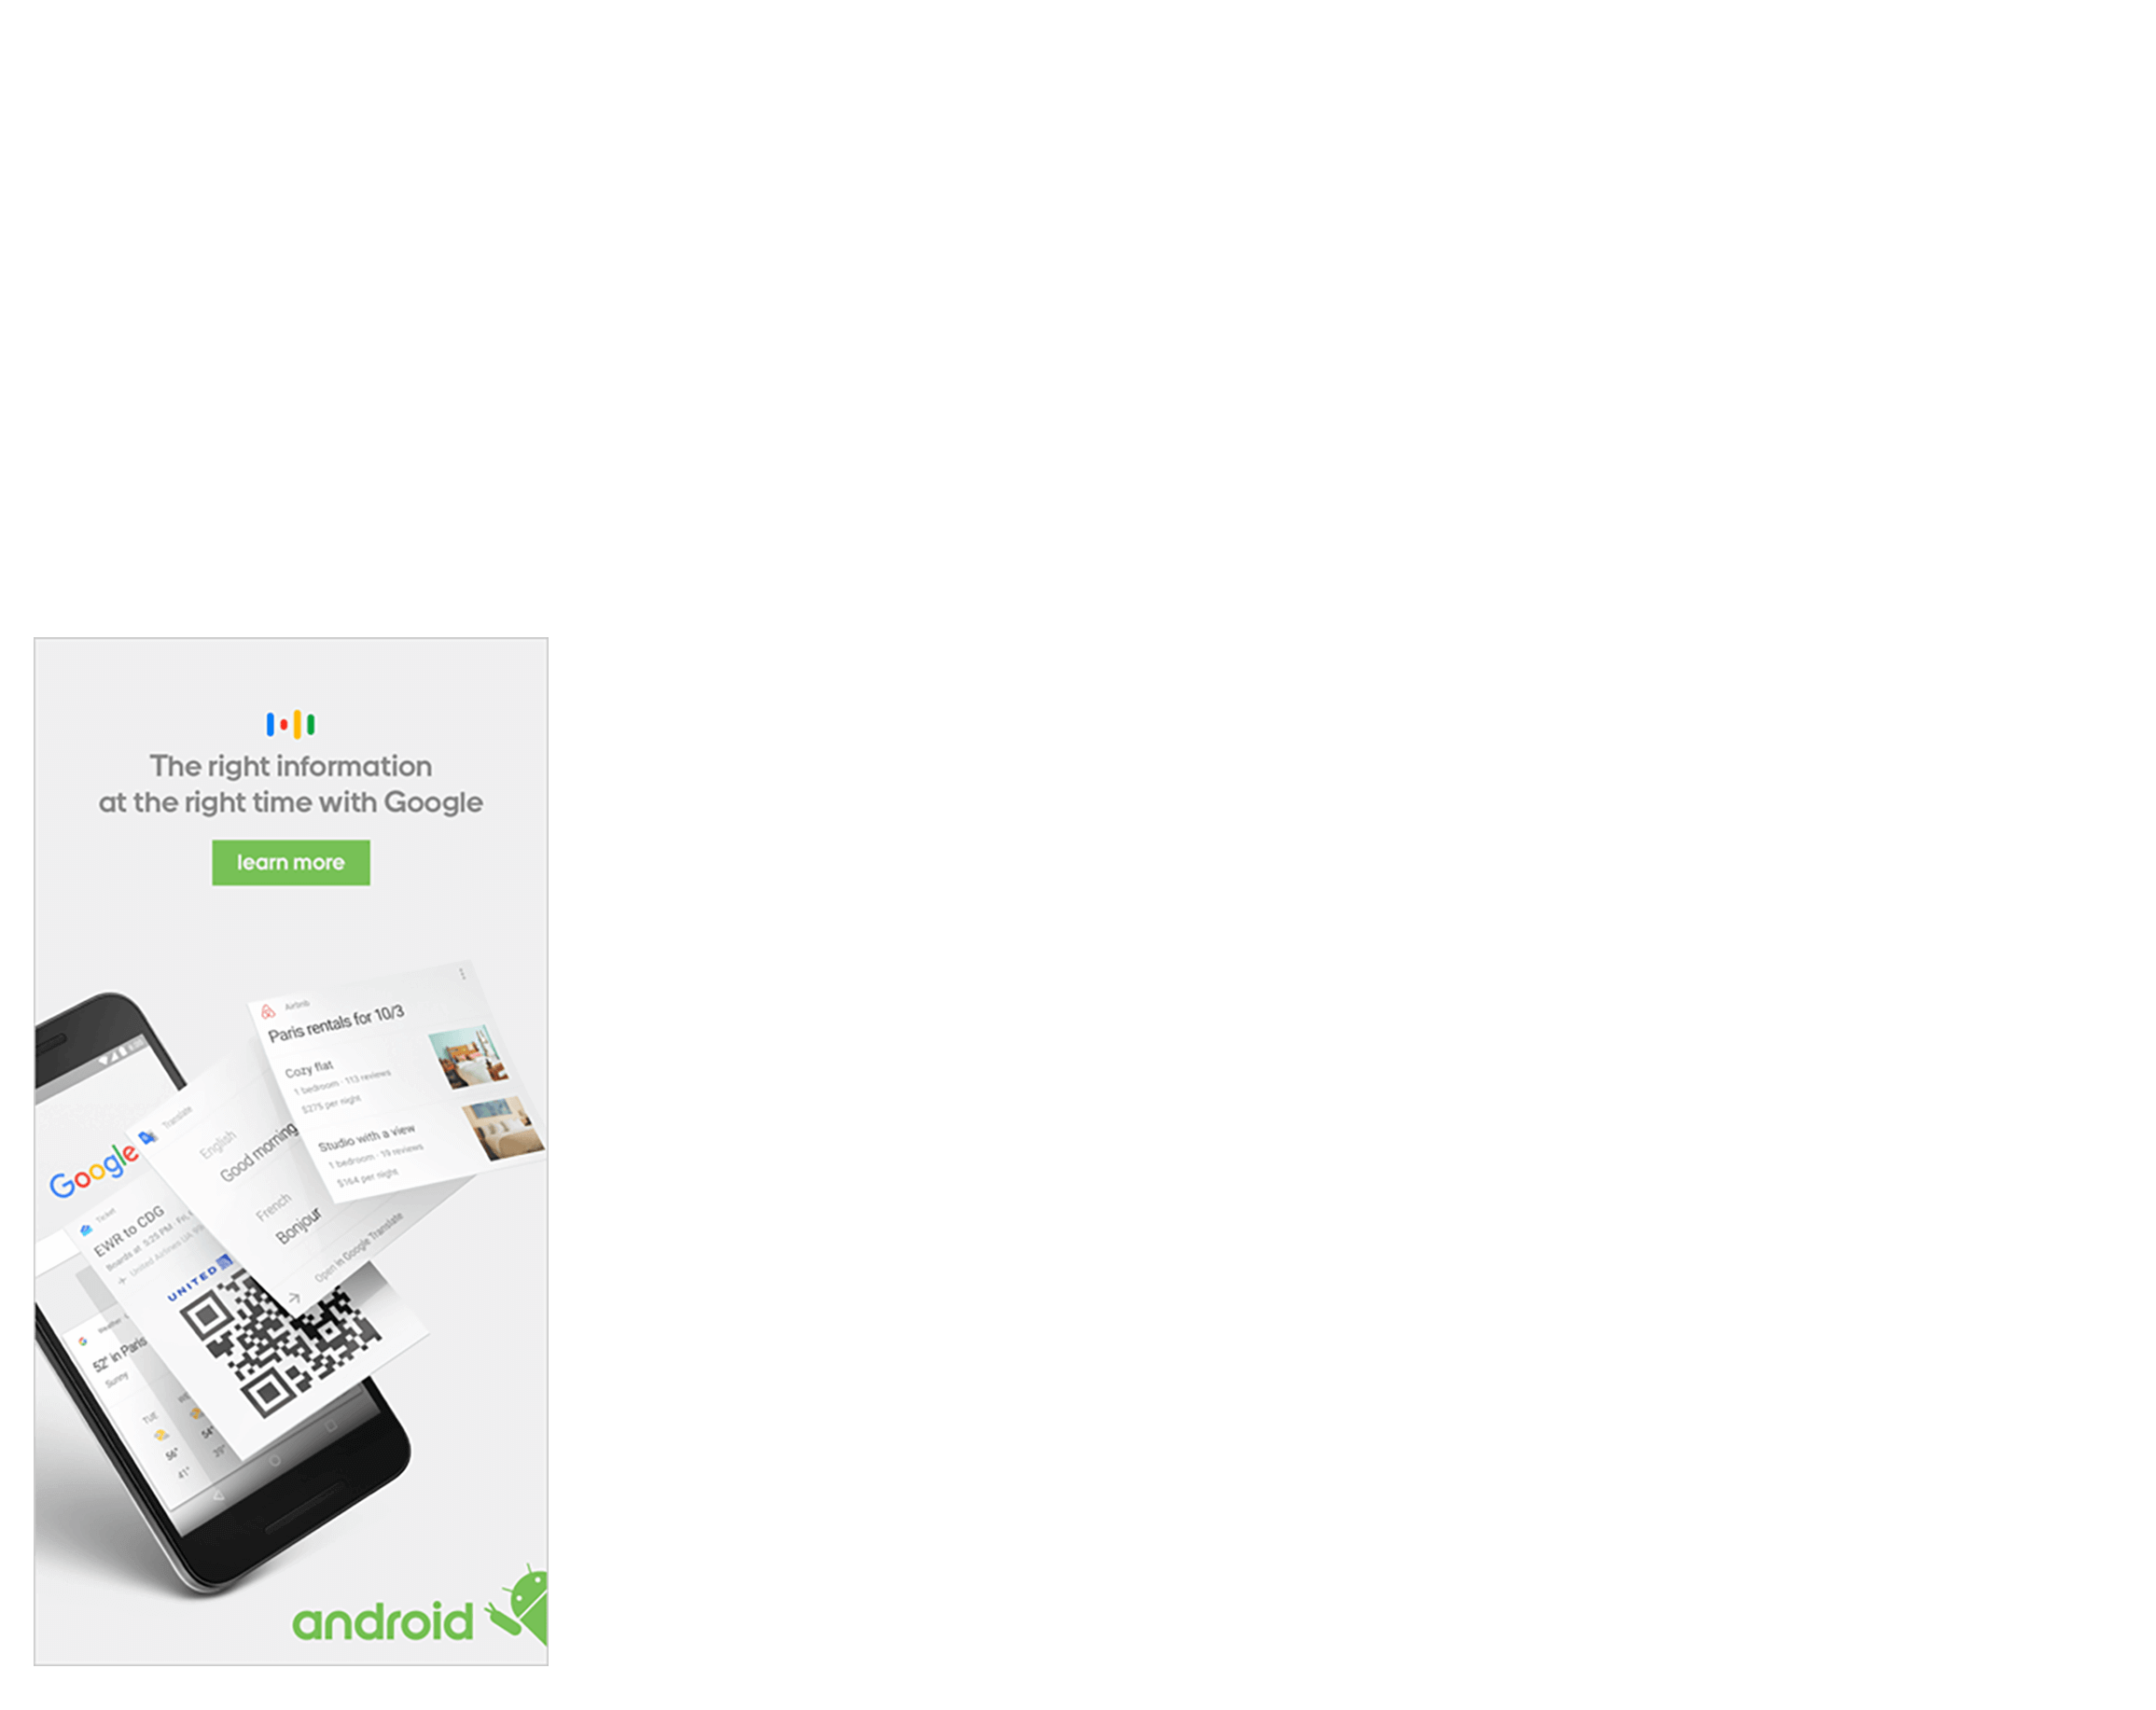 The right information
at the right time with Google
learn more
Airbnb
Paris rentals for 10/3
Cozy flat
1 bedroom · 113 reviews
$275 per night
Studio with a view
1 bedroom · 19 reviews
$164 per night
Translate
English
Good morning
French
Bonjour
Open in Google Translate
Google
Ticket
EWR to CDG
Boards at 5:25 PM · Fri,
United Airlines UA
UNITED
Weather
52° in Paris
Sunny
TUE
56° 54°
41° 39°
android